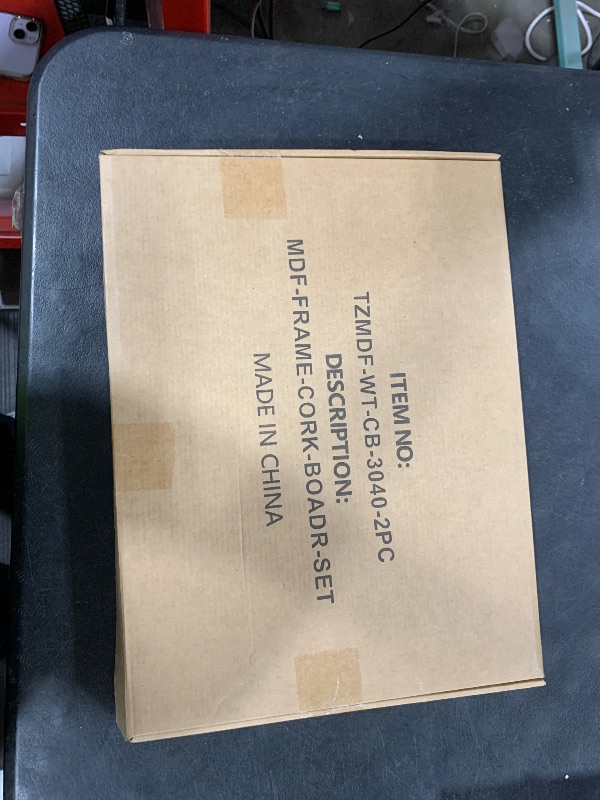 ITEM NO:
TZMDF-WT-CB-3040-2PC
DESCRIPTION:
MDF-FRAME-CORK-BOADR-SET
MADE IN CHINA